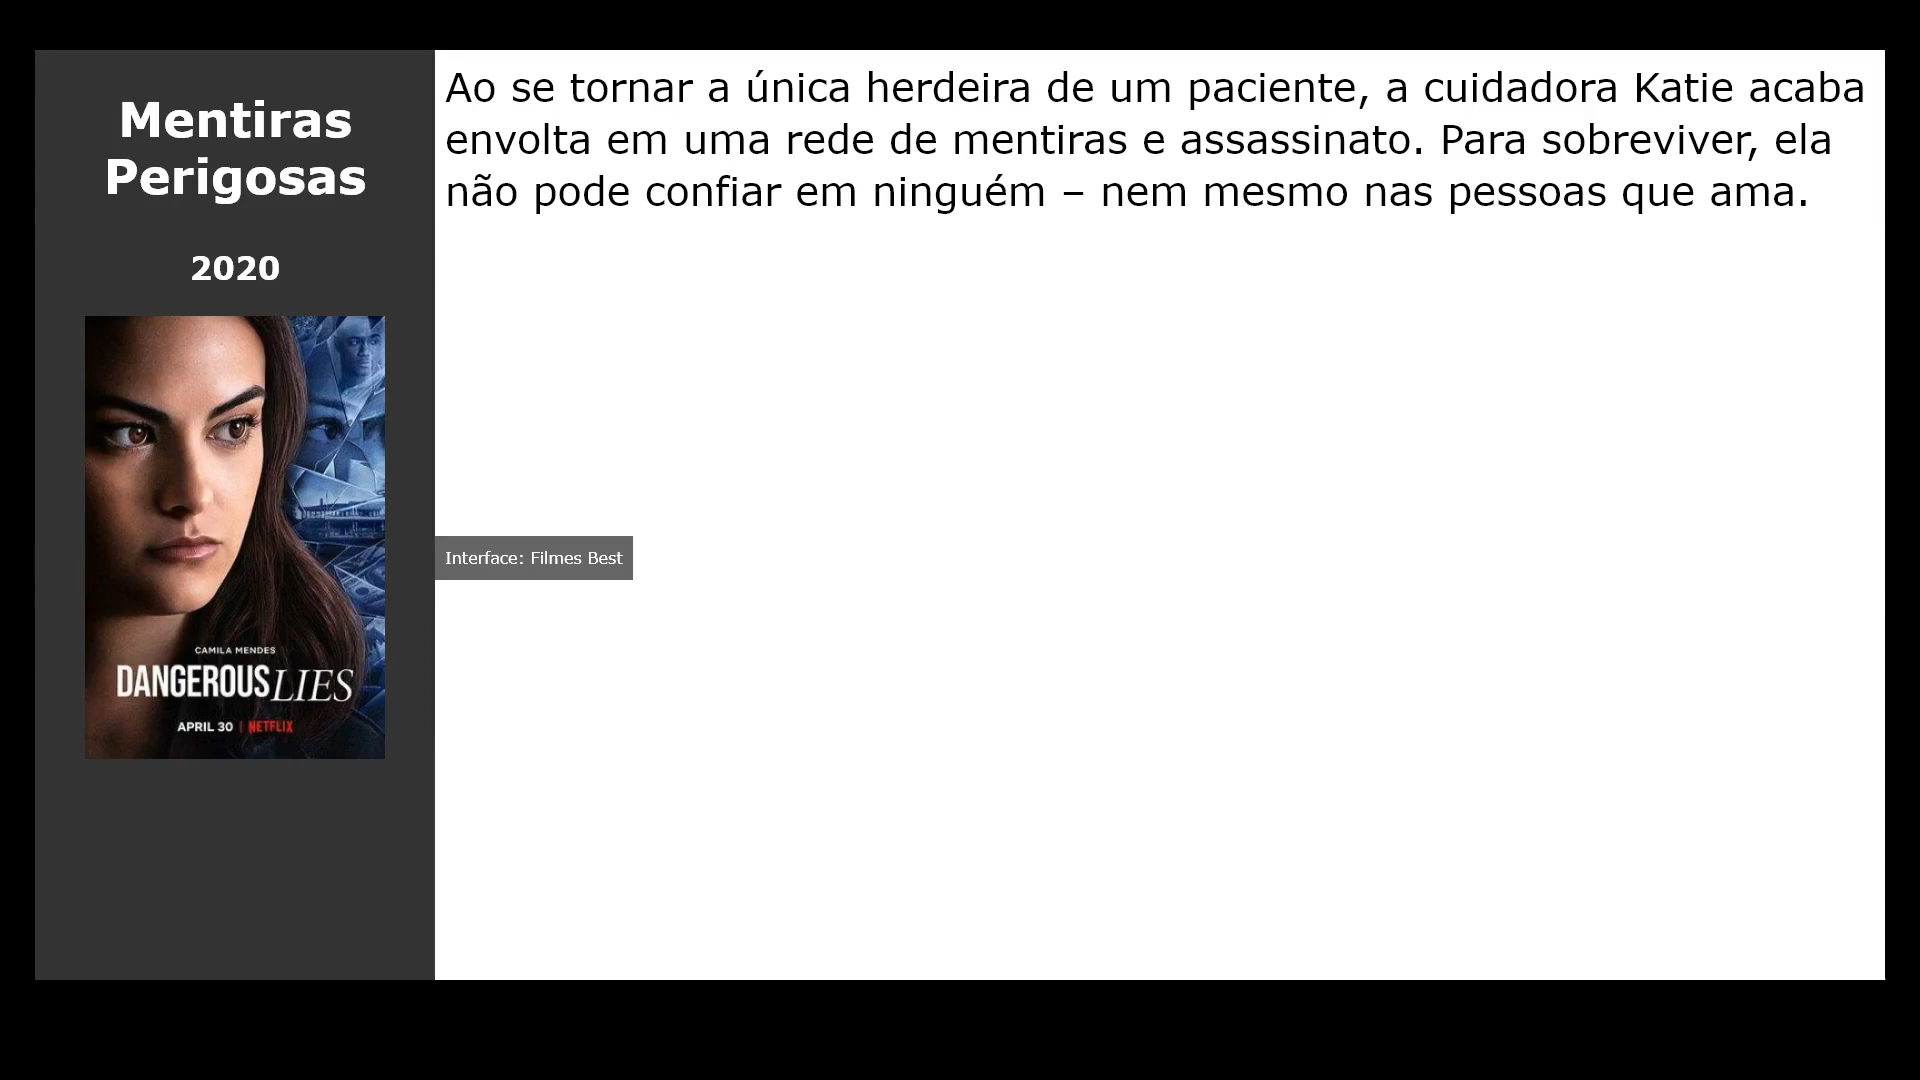 Mentiras
Perigosas
2020
CAMILA MENDES
DANGEROUS LIES
APRIL 30 | NETFLIX
Ao se tornar a única herdeira de um paciente, a cuidadora Katie acaba
envolta em uma rede de mentiras e assassinato. Para sobreviver, ela
não pode confiar em ninguém – nem mesmo nas pessoas que ama.
Interface: Filmes Best